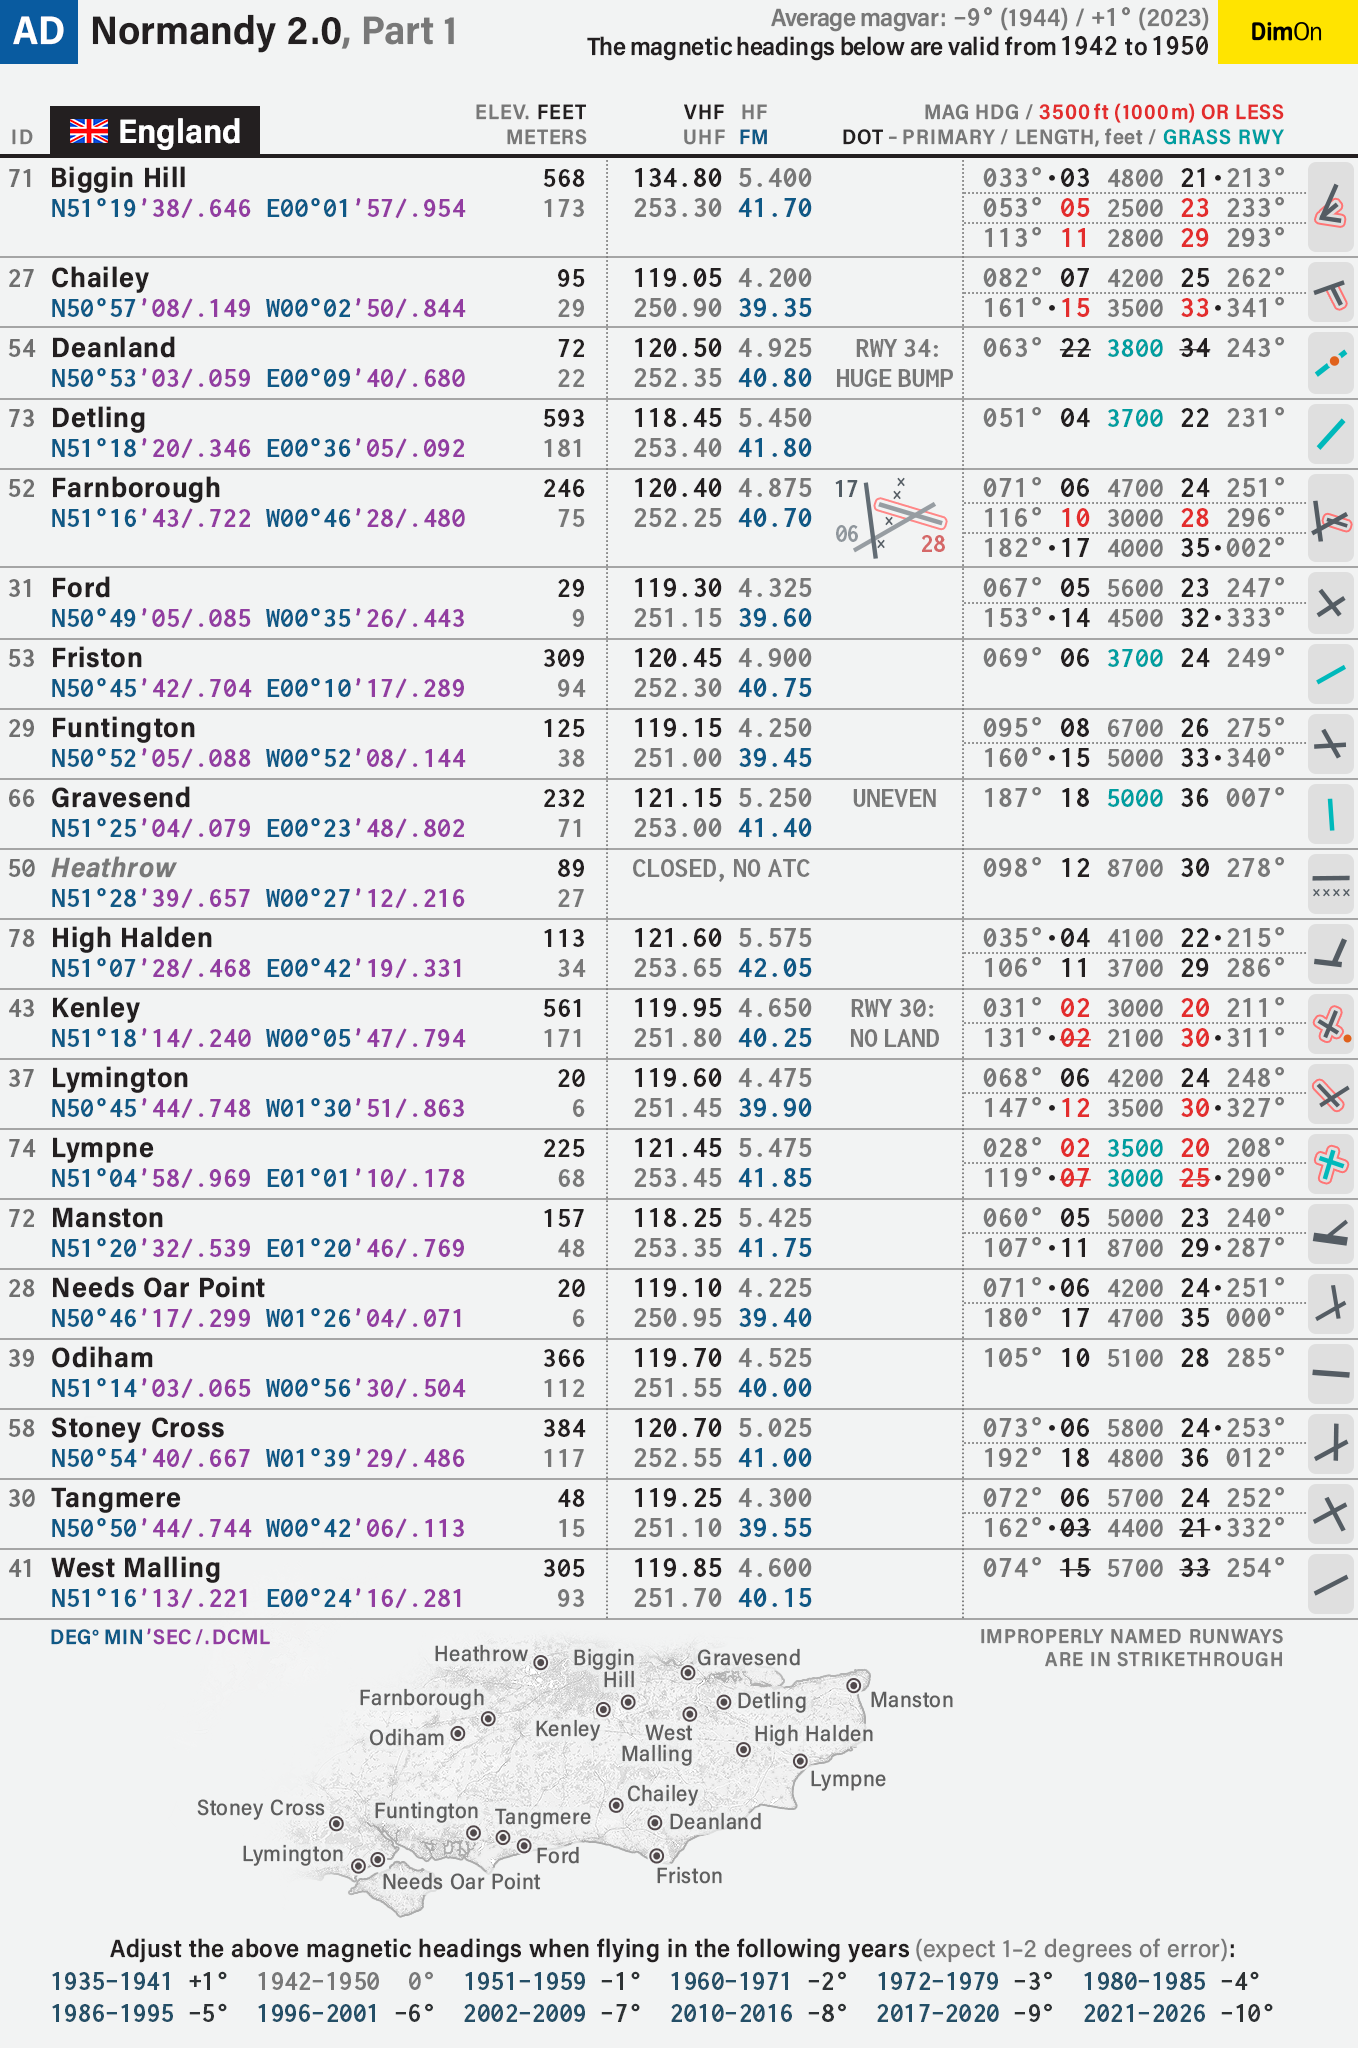 AD Normandy 2.0, Part 1
Average magvar: −9° (1944) / +1° (2023)
The magnetic headings below are valid from 1942 to 1950
DimOn
ELEV. FEET VHF HF MAG HDG / 3500 ft (1000 m) OR LESS
ID England METERS UHF FM DOT – PRIMARY / LENGTH, feet / GRASS RWY
71 Biggin Hill 568 134.80 5.400 033°·03 4800 21·213°
N51°19'38/.646 E00°01'57/.954 173 253.30 41.70 053° 05 2500 23 233°
113° 11 2800 29 293°
27 Chailey 95 119.05 4.200 082° 07 4200 25 262°
N50°57'08/.149 W00°02'50/.844 29 250.90 39.35 161°·15 3500 33·341°
54 Deanland 72 120.50 4.925 RWY 34: 063° 22 3800 34 243°
N50°53'03/.059 E00°09'40/.680 22 252.35 40.80 HUGE BUMP
73 Detling 593 118.45 5.450 051° 04 3700 22 231°
N51°18'20/.346 E00°36'05/.092 181 253.40 41.80
52 Farnborough 246 120.40 4.875 17 × 071° 06 4700 24 251°
×
N51°16'43/.722 W00°46'28/.480 75 252.25 40.70 × 116° 10 3000 28 296°
06 × 28 182°·17 4000 35·002°
31 Ford 29 119.30 4.325 067° 05 5600 23 247°
N50°49'05/.085 W00°35'26/.443 9 251.15 39.60 153°·14 4500 32·333°
53 Friston 309 120.45 4.900 069° 06 3700 24 249°
N50°45'42/.704 E00°10'17/.289 94 252.30 40.75
29 Funtington 125 119.15 4.250 095° 08 6700 26 275°
N50°52'05/.088 W00°52'08/.144 38 251.00 39.45 160°·15 5000 33·340°
66 Gravesend 232 121.15 5.250 UNEVEN 187° 18 5000 36 007°
N51°25'04/.079 E00°23'48/.802 71 253.00 41.40
50 Heathrow 89 CLOSED, NO ATC 098° 12 8700 30 278°
N51°28'39/.657 W00°27'12/.216 27 ××××
78 High Halden 113 121.60 5.575 035°·04 4100 22·215°
N51°07'28/.468 E00°42'19/.331 34 253.65 42.05 106° 11 3700 29 286°
43 Kenley 561 119.95 4.650 RWY 30: 031° 02 3000 20 211°
N51°18'14/.240 W00°05'47/.794 171 251.80 40.25 NO LAND 131°·02 2100 30·311°
37 Lymington 20 119.60 4.475 068° 06 4200 24 248°
N50°45'44/.748 W01°30'51/.863 6 251.45 39.90 147°·12 3500 30·327°
74 Lympne 225 121.45 5.475 028° 02 3500 20 208°
N51°04'58/.969 E01°01'10/.178 68 253.45 41.85 119°·07 3000 25·290°
72 Manston 157 118.25 5.425 060° 05 5000 23 240°
N51°20'32/.539 E01°20'46/.769 48 253.35 41.75 107°·11 8700 29·287°
28 Needs Oar Point 20 119.10 4.225 071°·06 4200 24·251°
N50°46'17/.299 W01°26'04/.071 6 250.95 39.40 180° 17 4700 35 000°
39 Odiham 366 119.70 4.525 105° 10 5100 28 285°
N51°14'03/.065 W00°56'30/.504 112 251.55 40.00
58 Stoney Cross 384 120.70 5.025 073°·06 5800 24·253°
N50°54'40/.667 W01°39'29/.486 117 252.55 41.00 192° 18 4800 36 012°
30 Tangmere 48 119.25 4.300 072° 06 5700 24 252°
N50°50'44/.744 W00°42'06/.113 15 251.10 39.55 162°·03 4400 21·332°
41 West Malling 305 119.85 4.600 074° 15 5700 33 254°
N51°16'13/.221 E00°24'16/.281 93 251.70 40.15
DEG° MIN'SEC/.DCML IMPROPERLY NAMED RUNWAYS
ARE IN STRIKETHROUGH
Heathrow Biggin Gravesend
Hill
Farnborough Detling Manston
Odiham Kenley West High Halden
Malling
Lympne
Chailey
Stoney Cross Funtington Tangmere Deanland
Lymington Ford
Needs Oar Point Friston
Adjust the above magnetic headings when flying in the following years (expect 1–2 degrees of error):
1935–1941 +1° 1942–1950 0° 1951–1959 −1° 1960–1971 −2° 1972–1979 −3° 1980–1985 −4°
1986–1995 −5° 1996–2001 −6° 2002–2009 −7° 2010–2016 −8° 2017–2020 −9° 2021–2026 −10°